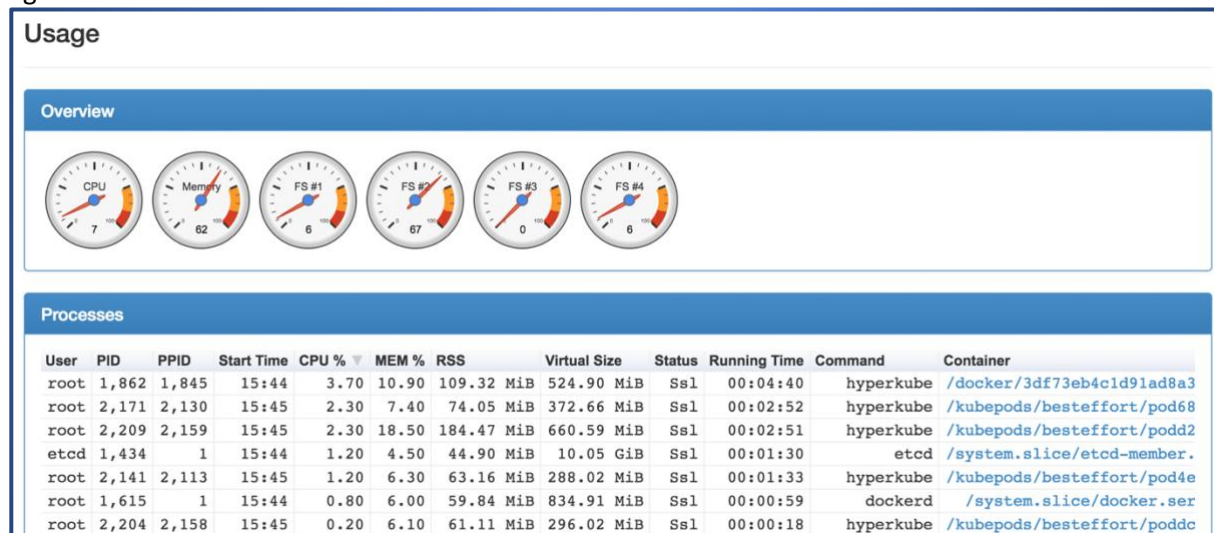 Usage
Overview
CPU
7
100
Memory
62
100
FS #1
6
100
FS #2
67
100
FS #3
0
100
FS #4
6
100
Processes
User PID PPID Start Time CPU % ▼ MEM % RSS Virtual Size Status Running Time Command Container
root 1,862 1,845 15:44 3.70 10.90 109.32 MiB 524.90 MiB Ssl 00:04:40 hyperkube /docker/3df73eb4c1d91ad8a3
root 2,171 2,130 15:45 2.30 7.40 74.05 MiB 372.66 MiB Ssl 00:02:52 hyperkube /kubepods/besteffort/pod68
root 2,209 2,159 15:45 2.30 18.50 184.47 MiB 660.59 MiB Ssl 00:02:51 hyperkube /kubepods/besteffort/podd2
etcd 1,434 1 15:44 1.20 4.50 44.90 MiB 10.05 GiB Ssl 00:01:30 etcd /system.slice/etcd-member.
root 2,141 2,113 15:45 1.20 6.30 63.16 MiB 288.02 MiB Ssl 00:01:33 hyperkube /kubepods/besteffort/pod4e
root 1,615 1 15:44 0.80 6.00 59.84 MiB 834.91 MiB Ssl 00:00:59 dockerd /system.slice/docker.ser
root 2,204 2,158 15:45 0.20 6.10 61.11 MiB 296.02 MiB Ssl 00:00:18 hyperkube /kubepods/besteffort/poddc